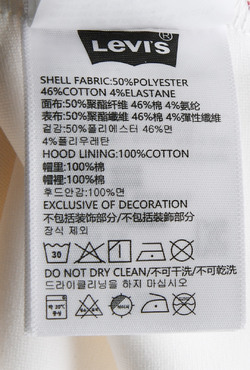 Levi's®
SHELL FABRIC:50%POLYESTER
46%COTTON 4%ELASTANE
面布:50%聚酯纤维 46%棉 4%氨纶
表布:50%聚酯纖維 46%棉 4%彈性纖維
겉감:50%폴리에스터 46%면
4%폴리우레탄
HOOD LINING:100%COTTON
帽里:100%棉
帽裡:100%棉
후드안감:100%면
EXCLUSIVE OF DECORATION
不包括装饰部分/不包括裝飾部分
장식 제외
30
DO NOT DRY CLEAN/不可干洗/不可乾洗
드라이클리닝을 하지 마십시오